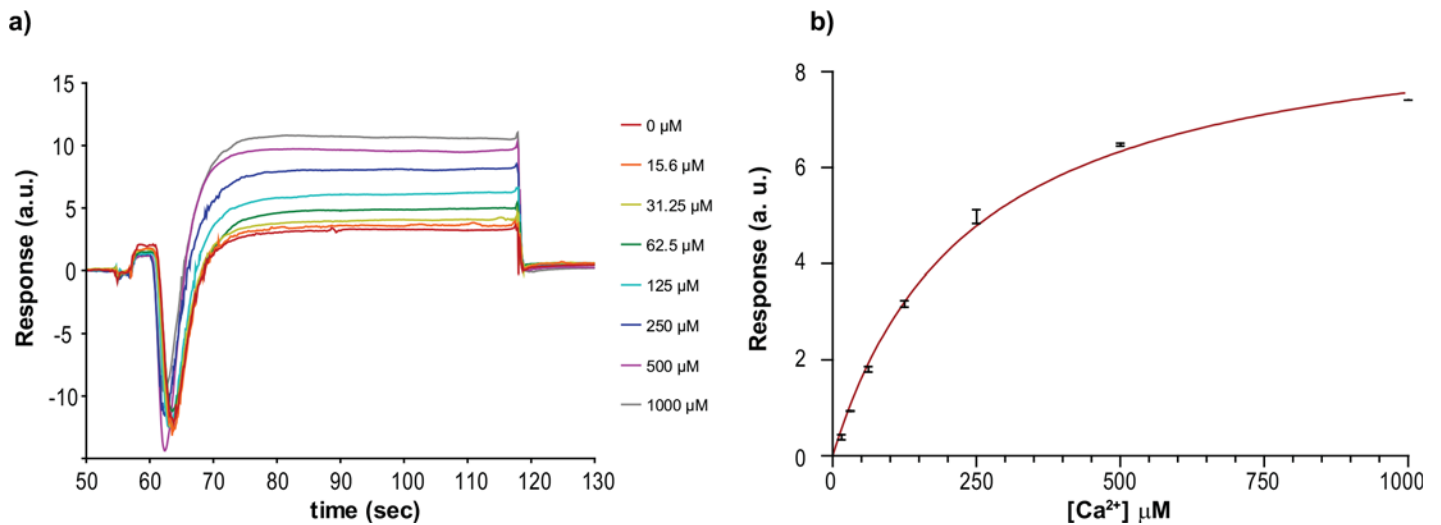 a)
15
10
5
0
-5
-10
50 60 70 80 90 100 110 120 130
time (sec)
Response (a.u.)
0 µM
15.6 µM
31.25 µM
62.5 µM
125 µM
250 µM
500 µM
1000 µM
b)
8
6
4
2
0
0 250 500 750 1000
[Ca²⁺] µM
Response (a. u.)